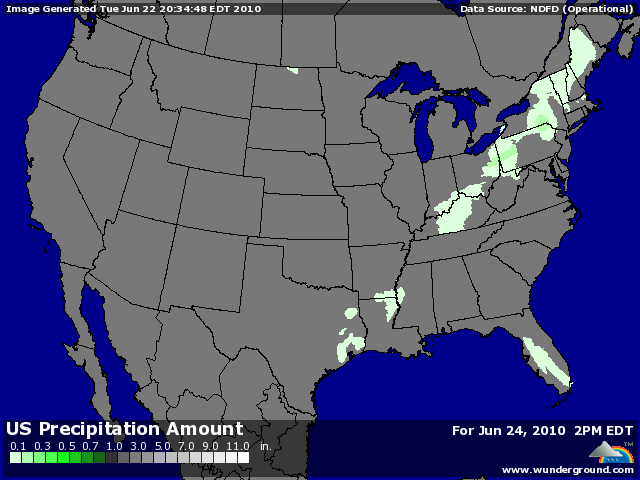 Image Generated Tue Jun 22 20:34:48 EDT 2010 Data Source: NDFD (Operational)
US Precipitation Amount For Jun 24, 2010 2PM EDT
0.1 0.3 0.5 0.7 1.0 3.0 5.0 7.0 9.0 11.0 in.
TM
www.wunderground.com